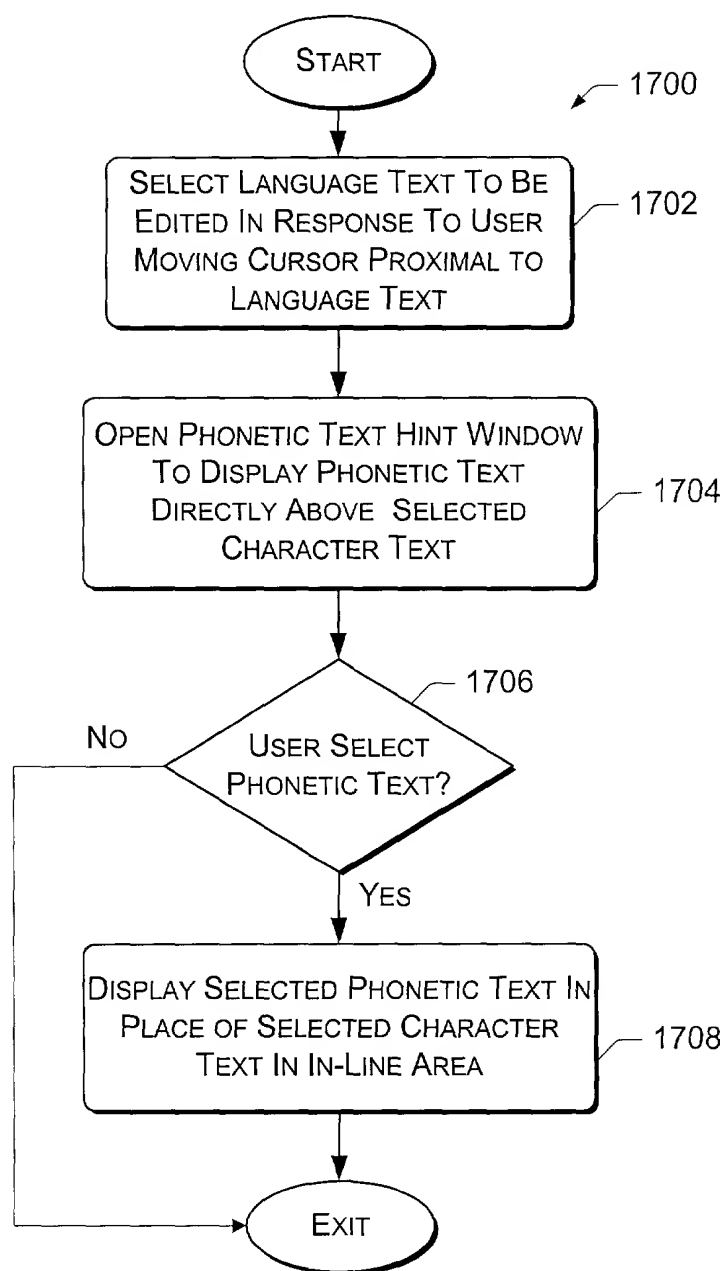 START
1700
SELECT LANGUAGE TEXT TO BE
EDITED IN RESPONSE TO USER
MOVING CURSOR PROXIMAL TO
LANGUAGE TEXT
1702
OPEN PHONETIC TEXT HINT WINDOW
TO DISPLAY PHONETIC TEXT
DIRECTLY ABOVE SELECTED
CHARACTER TEXT
1704
1706
NO
USER SELECT
PHONETIC TEXT?
YES
DISPLAY SELECTED PHONETIC TEXT IN
PLACE OF SELECTED CHARACTER
TEXT IN IN-LINE AREA
1708
EXIT